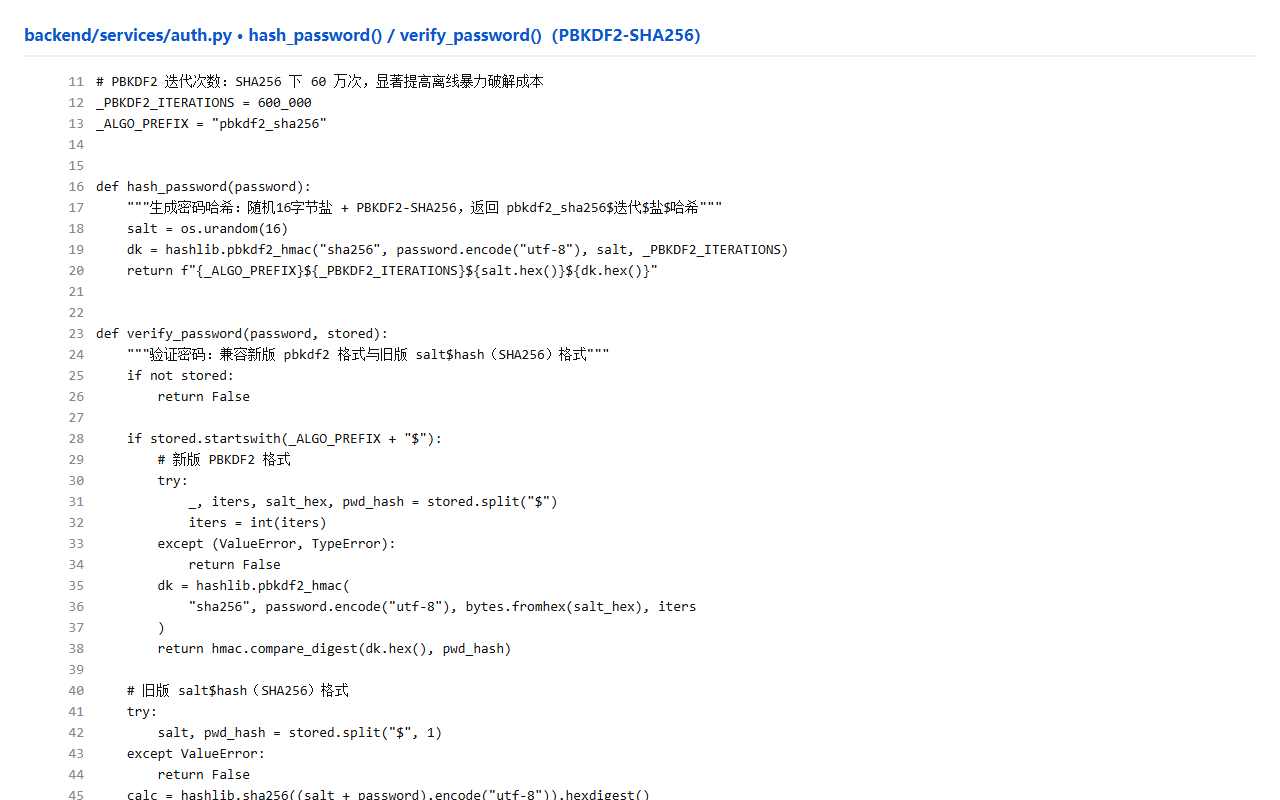 backend/services/auth.py • hash_password() / verify_password()（PBKDF2-SHA256）
11 # PBKDF2 迭代次数：SHA256 下 60 万次，显著提高离线暴力破解成本
12 _PBKDF2_ITERATIONS = 600_000
13 _ALGO_PREFIX = "pbkdf2_sha256"
14
15
16 def hash_password(password):
17     """生成密码哈希：随机16字节盐 + PBKDF2-SHA256，返回 pbkdf2_sha256$迭代$盐$哈希"""
18     salt = os.urandom(16)
19     dk = hashlib.pbkdf2_hmac("sha256", password.encode("utf-8"), salt, _PBKDF2_ITERATIONS)
20     return f"{_ALGO_PREFIX}${_PBKDF2_ITERATIONS}${salt.hex()}${dk.hex()}"
21
22
23 def verify_password(password, stored):
24     """验证密码：兼容新版 pbkdf2 格式与旧版 salt$hash（SHA256）格式"""
25     if not stored:
26         return False
27
28     if stored.startswith(_ALGO_PREFIX + "$"):
29         # 新版 PBKDF2 格式
30         try:
31             _, iters, salt_hex, pwd_hash = stored.split("$")
32             iters = int(iters)
33         except (ValueError, TypeError):
34             return False
35         dk = hashlib.pbkdf2_hmac(
36             "sha256", password.encode("utf-8"), bytes.fromhex(salt_hex), iters
37         )
38         return hmac.compare_digest(dk.hex(), pwd_hash)
39
40     # 旧版 salt$hash（SHA256）格式
41     try:
42         salt, pwd_hash = stored.split("$", 1)
43     except ValueError:
44         return False
45     calc = hashlib.sha256((salt + password).encode("utf-8")).hexdigest()